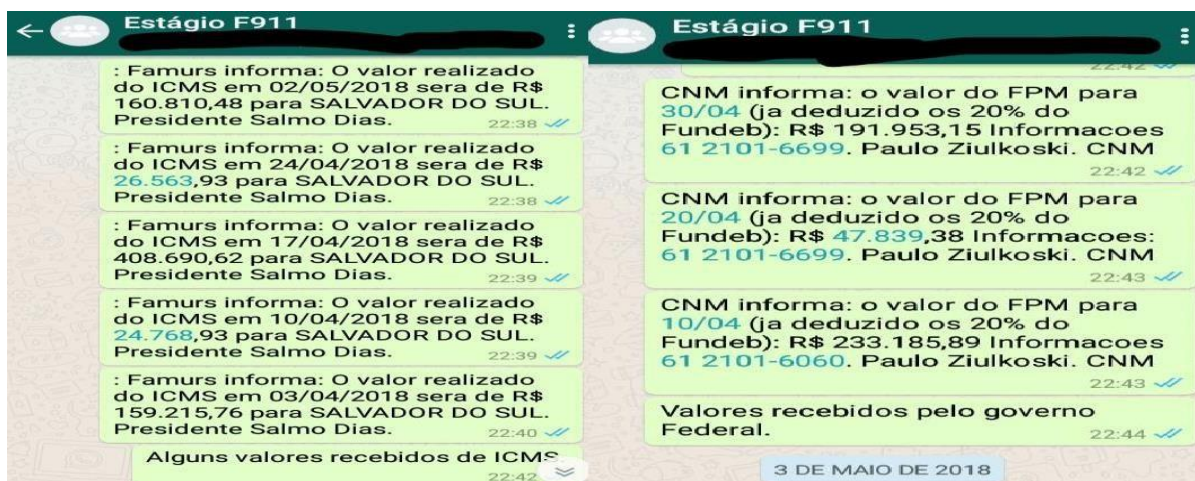 Estágio F911
: Famurs informa: O valor realizado
do ICMS em 02/05/2018 sera de R$
160.810,48 para SALVADOR DO SUL.
Presidente Salmo Dias.
22:38
: Famurs informa: O valor realizado
do ICMS em 24/04/2018 sera de R$
26.563,93 para SALVADOR DO SUL.
Presidente Salmo Dias.
22:38
: Famurs informa: O valor realizado
do ICMS em 17/04/2018 sera de R$
408.690,62 para SALVADOR DO SUL.
Presidente Salmo Dias.
22:39
: Famurs informa: O valor realizado
do ICMS em 10/04/2018 sera de R$
24.768,93 para SALVADOR DO SUL.
Presidente Salmo Dias.
22:39
: Famurs informa: O valor realizado
do ICMS em 03/04/2018 sera de R$
159.215,76 para SALVADOR DO SUL.
Presidente Salmo Dias.
22:40
Alguns valores recebidos de ICMS.
22:42
Estágio F911
22:42
CNM informa: o valor do FPM para
30/04 (ja deduzido os 20% do
Fundeb): R$ 191.953,15 Informacoes
61 2101-6699. Paulo Ziulkoski. CNM
22:42
CNM informa: o valor do FPM para
20/04 (ja deduzido os 20% do
Fundeb): R$ 47.839,38 Informacoes:
61 2101-6699. Paulo Ziulkoski. CNM
22:43
CNM informa: o valor do FPM para
10/04 (ja deduzido os 20% do
Fundeb): R$ 233.185,89 Informacoes
61 2101-6060. Paulo Ziulkoski. CNM
22:43
Valores recebidos pelo governo
Federal.
22:44
3 DE MAIO DE 2018